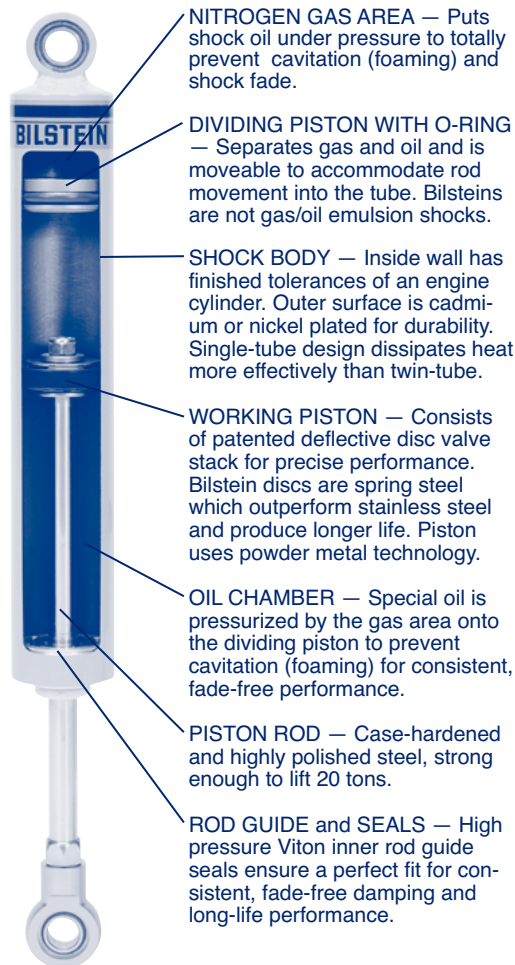 NITROGEN GAS AREA — Puts
shock oil under pressure to totally
prevent cavitation (foaming) and
shock fade.
BILSTEIN
DIVIDING PISTON WITH O-RING
— Separates gas and oil and is
moveable to accommodate rod
movement into the tube. Bilsteins
are not gas/oil emulsion shocks.
SHOCK BODY — Inside wall has
finished tolerances of an engine
cylinder. Outer surface is cadmi-
um or nickel plated for durability.
Single-tube design dissipates heat
more effectively than twin-tube.
WORKING PISTON — Consists
of patented deflective disc valve
stack for precise performance.
Bilstein discs are spring steel
which outperform stainless steel
and produce longer life. Piston
uses powder metal technology.
OIL CHAMBER — Special oil is
pressurized by the gas area onto
the dividing piston to prevent
cavitation (foaming) for consistent,
fade-free performance.
PISTON ROD — Case-hardened
and highly polished steel, strong
enough to lift 20 tons.
ROD GUIDE and SEALS — High
pressure Viton inner rod guide
seals ensure a perfect fit for con-
sistent, fade-free damping and
long-life performance.